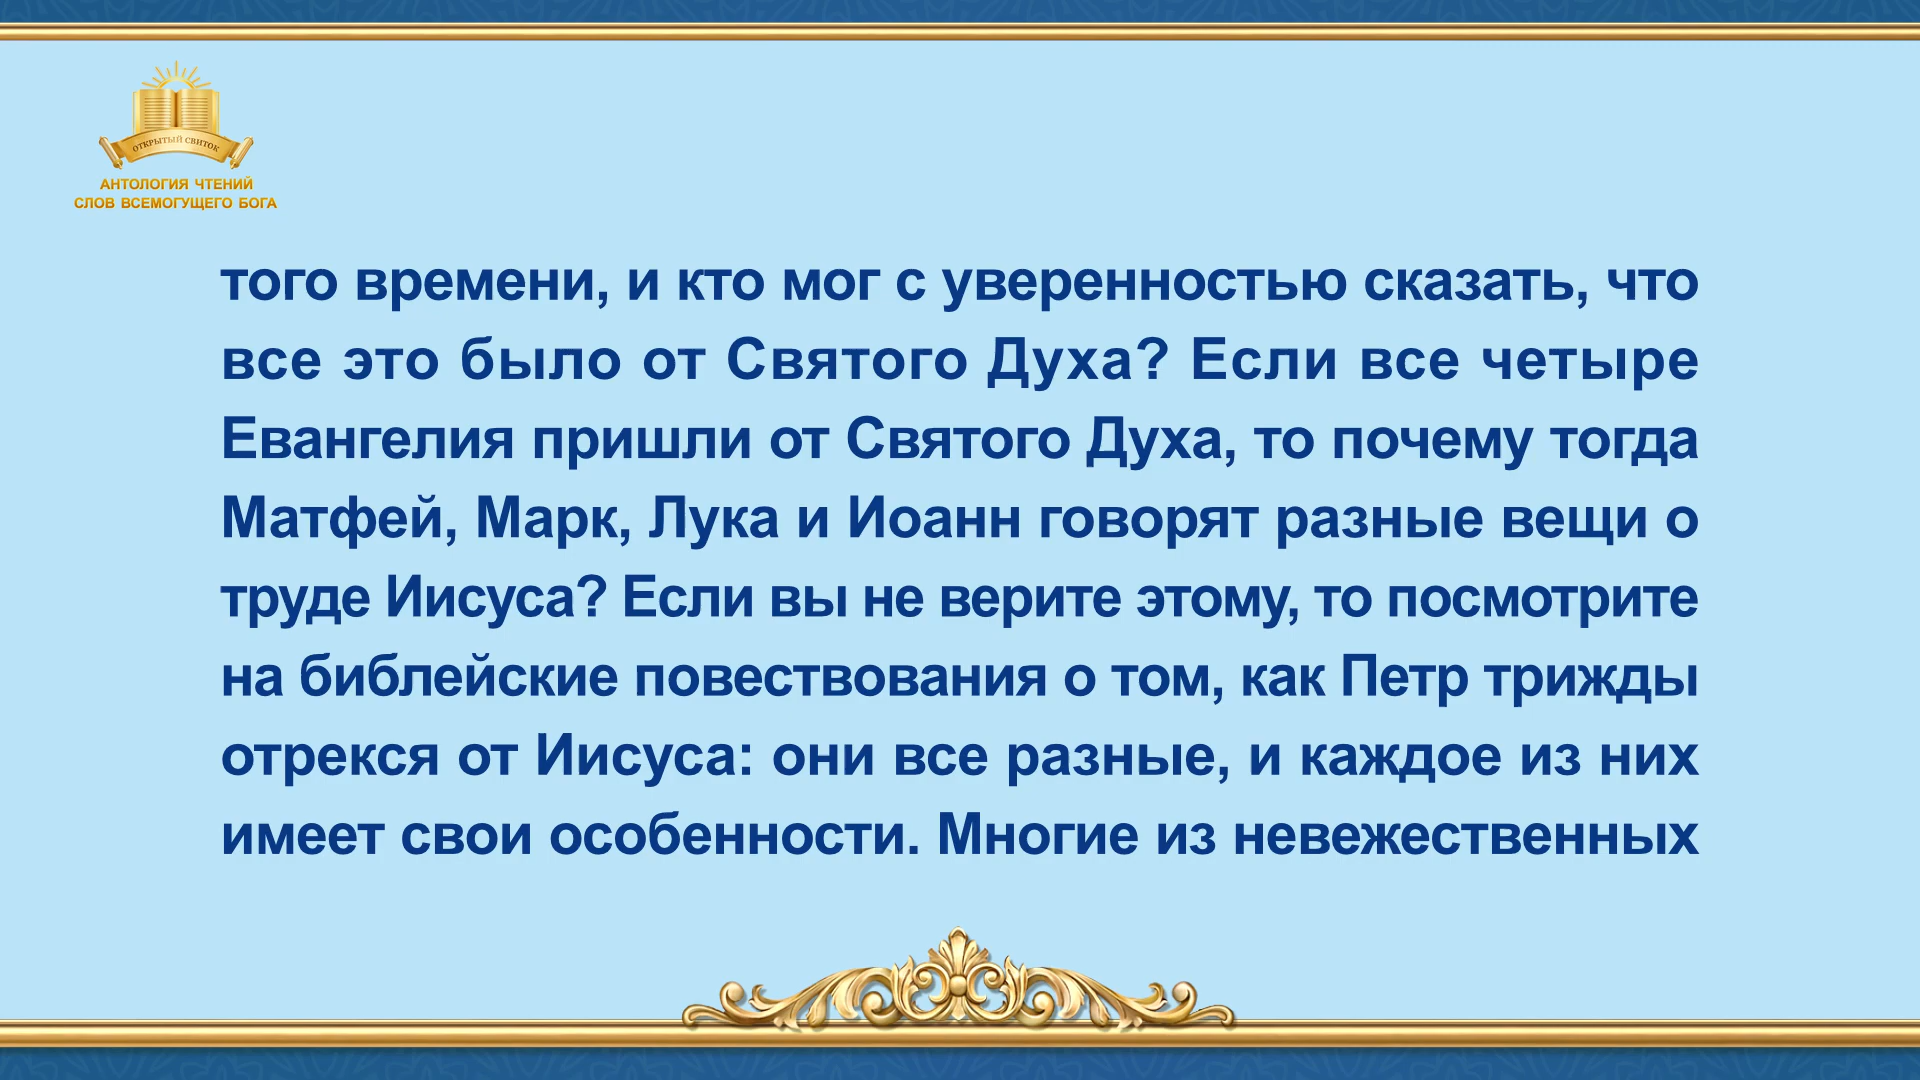 ОТКРЫТЫЙ СВИТОК
АНТОЛОГИЯ ЧТЕНИЙ
СЛОВ ВСЕМОГУЩЕГО БОГА
того времени, и кто мог с уверенностью сказать, что
все это было от Святого Духа? Если все четыре
Евангелия пришли от Святого Духа, то почему тогда
Матфей, Марк, Лука и Иоанн говорят разные вещи о
труде Иисуса? Если вы не верите этому, то посмотрите
на библейские повествования о том, как Петр трижды
отрекся от Иисуса: они все разные, и каждое из них
имеет свои особенности. Многие из невежественных